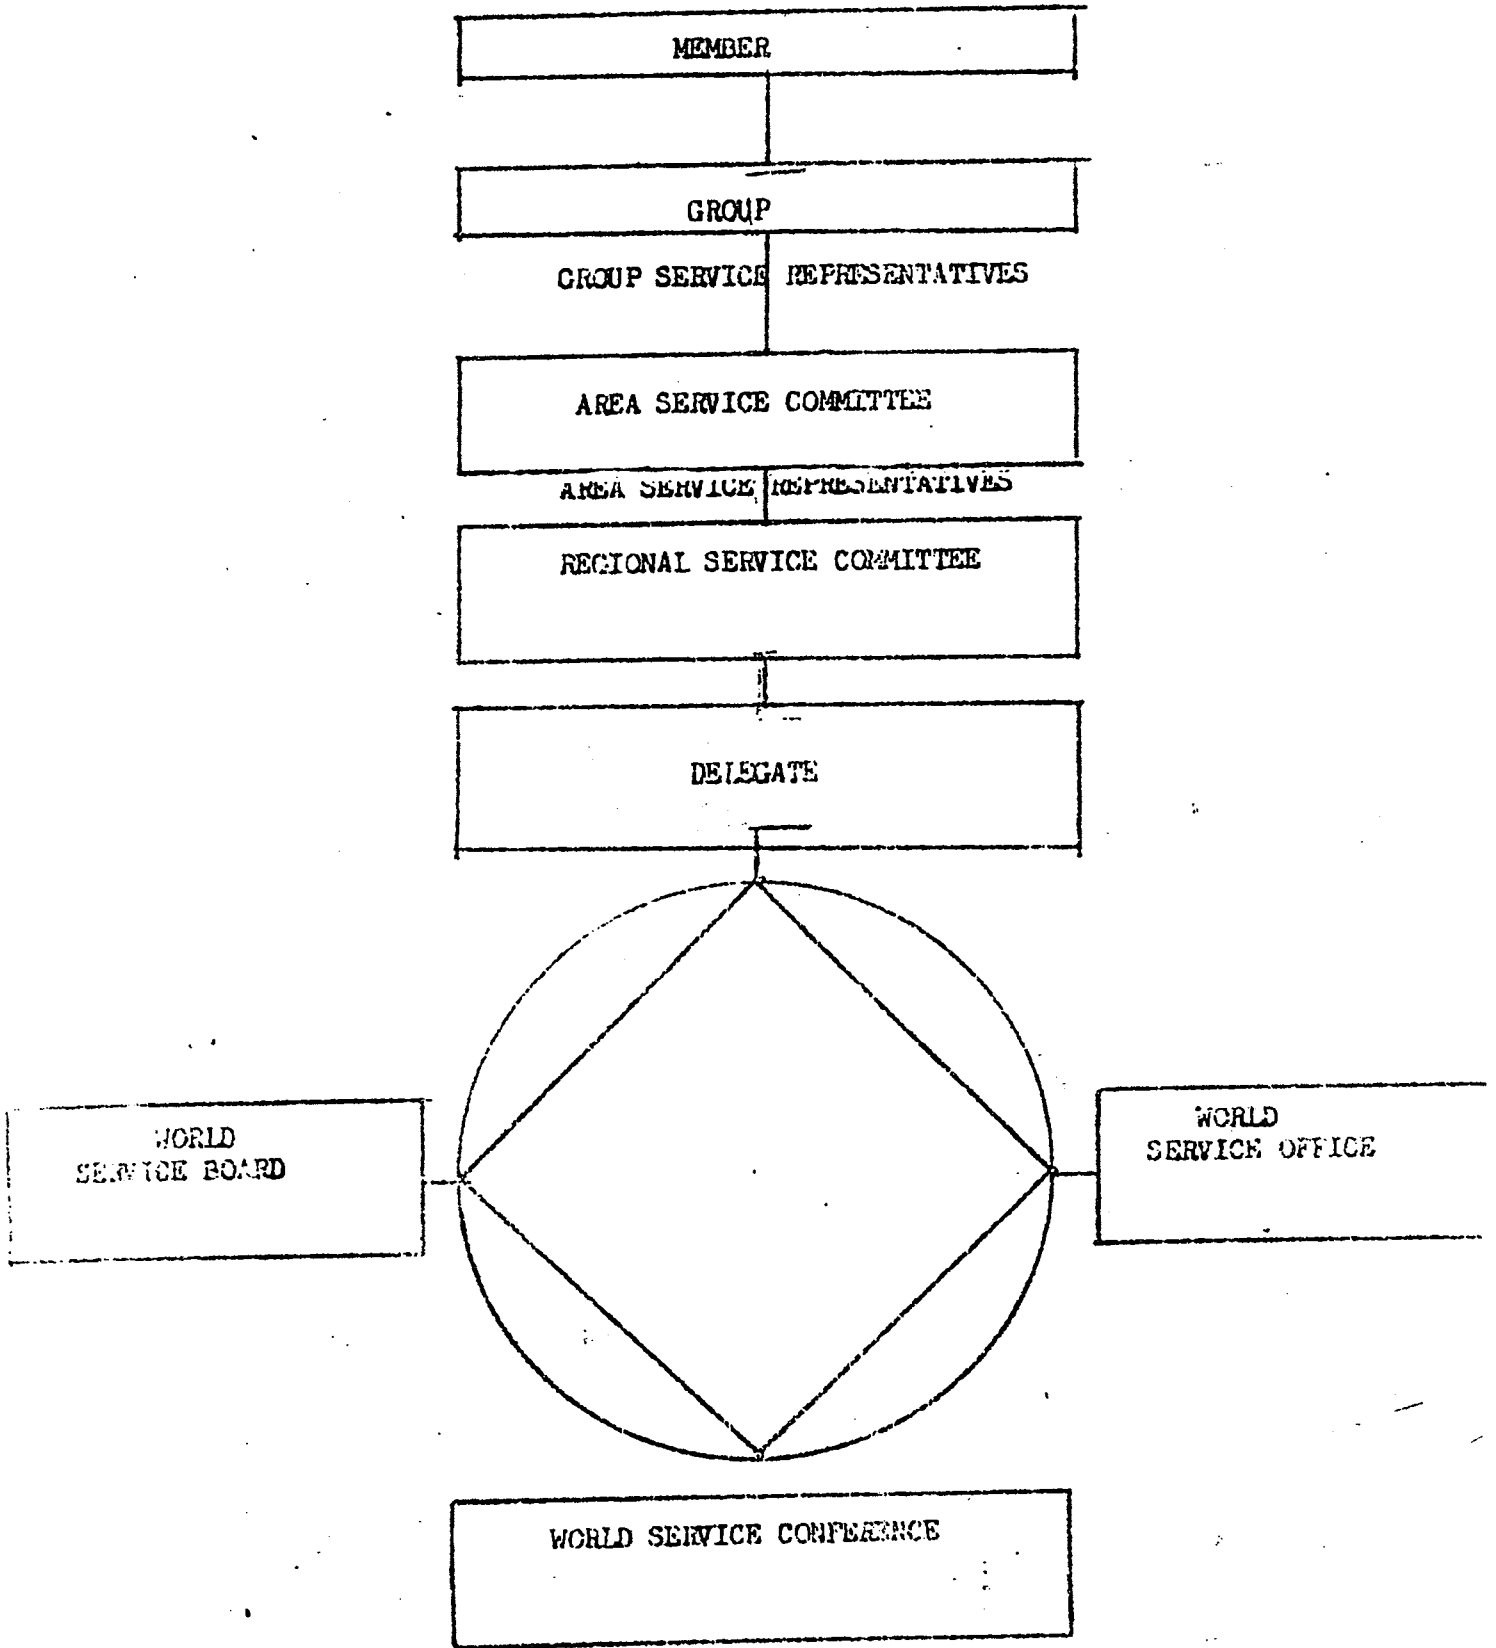 MEMBER
GROUP
GROUP SERVICE REPRESENTATIVES
AREA SERVICE COMMITTEE
AREA SERVICE REPRESENTATIVES
REGIONAL SERVICE COMMITTEE
DELEGATE
WORLD
SERVICE BOARD
WORLD
SERVICE OFFICE
WORLD SERVICE CONFERENCE